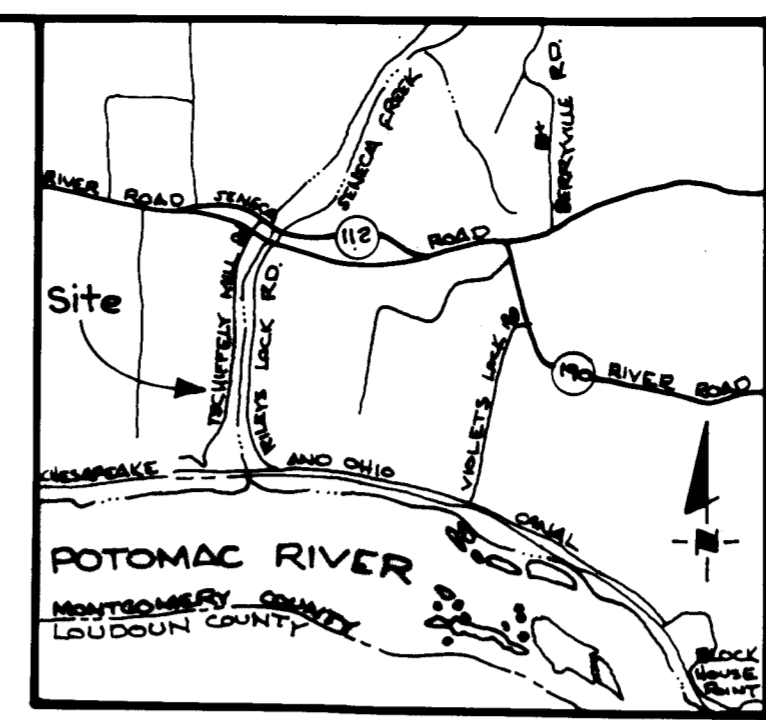 BERRYVILLE RD.
SENECA CREEK
RIVER ROAD
SENECA
112
ROAD
Site
TSCHIFFELY MILL RD
RILEYS LOCK RD.
VIOLETS LOCK RD
190
RIVER ROAD
CHESAPEAKE AND OHIO CANAL
N
POTOMAC RIVER
MONTGOMERY COUNTY
LOUDOUN COUNTY
BLOCK
HOUSE
POINT